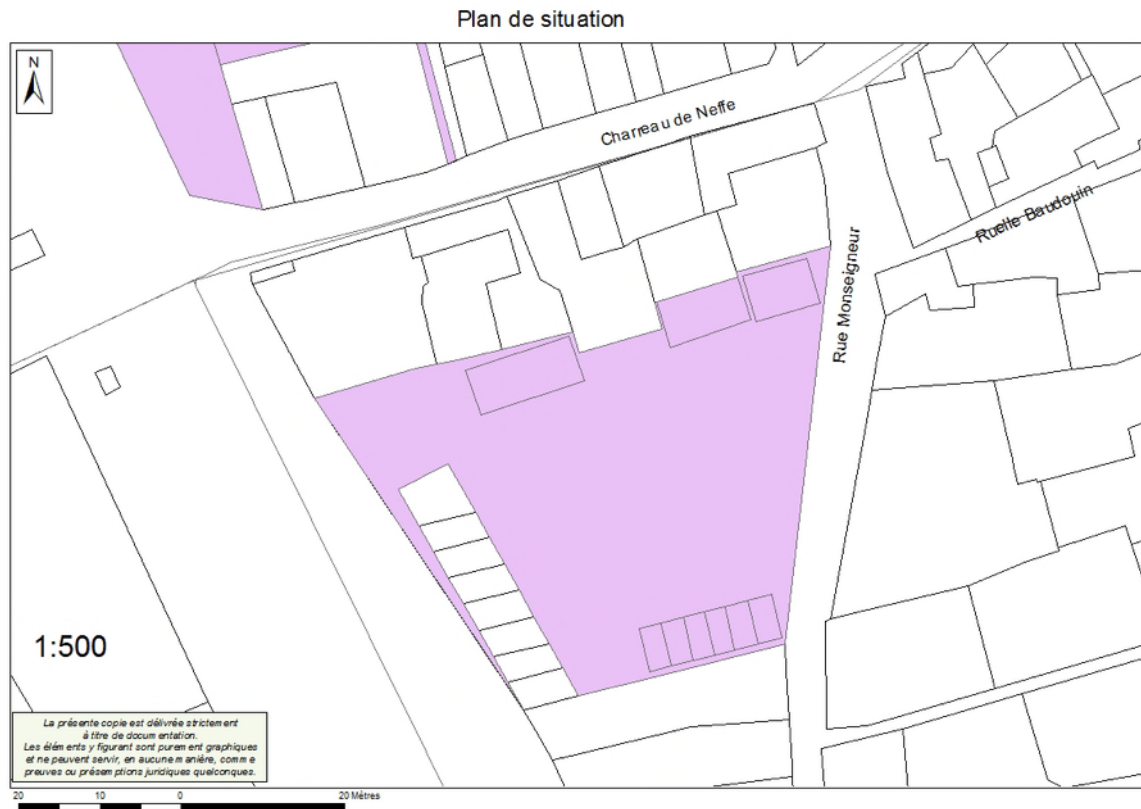 Plan de situation
N
Charreau de Neffe
Ruelle Baudouin
Rue Monseigneur
1:500
La présente copie est délivrée strictement
à titre de documentation.
Les éléments y figurant sont purement graphiques
et ne peuvent servir, en aucune manière, comme
preuves ou présomptions juridiques quelconques.
20 10 0 20 Mètres